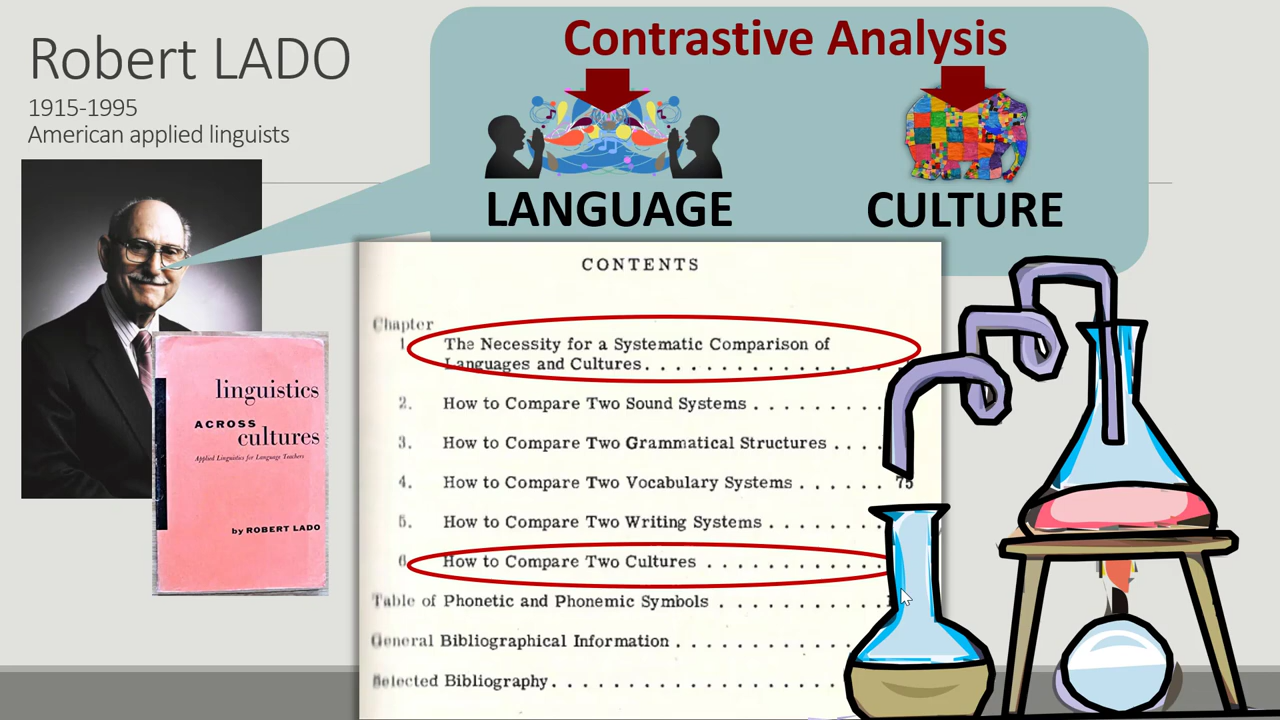 Robert LADO
1915-1995
American applied linguists
Contrastive Analysis
LANGUAGE
CULTURE
linguistics
ACROSS
cultures
Applied Linguistics for Language Teachers
by ROBERT LADO
CONTENTS
Chapter
1 The Necessity for a Systematic Comparison of
Languages and Cultures . . . . . . . . . . . . . . .
2. How to Compare Two Sound Systems . . . . . . . .
3. How to Compare Two Grammatical Structures . . . .
4. How to Compare Two Vocabulary Systems . . . . . . 75
5. How to Compare Two Writing Systems . . . . . . .
6 How to Compare Two Cultures . . . . . . . . . . .
Table of Phonetic and Phonemic Symbols . . . . . . . . .
General Bibliographical Information . . . . . . . . . . .
Selected Bibliography . . . . . . . . . . . . . . . . . .